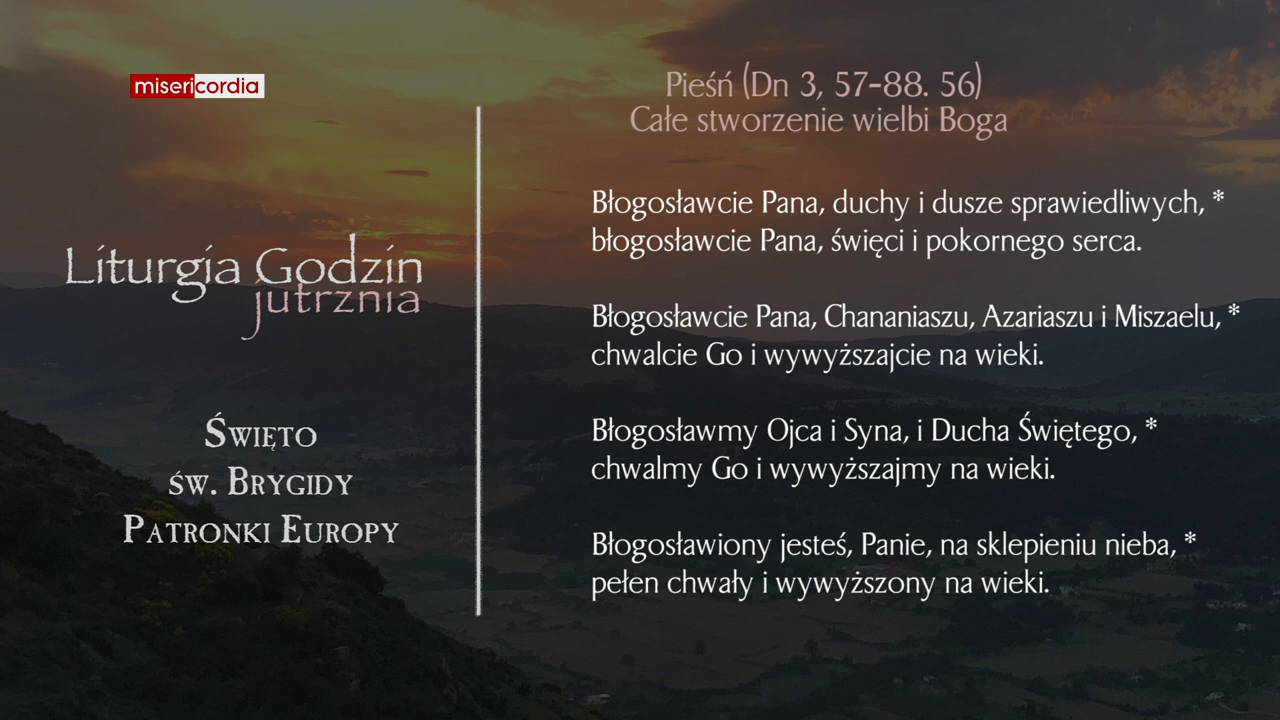 misericordia
Liturgia Godzin
jutrznia
Święto
św. Brygidy
Patronki Europy
Pieśń (Dn 3, 57-88. 56)
Całe stworzenie wielbi Boga
Błogosławcie Pana, duchy i dusze sprawiedliwych, *
błogosławcie Pana, święci i pokornego serca.
Błogosławcie Pana, Chananiaszu, Azariaszu i Miszaelu, *
chwalcie Go i wywyższajcie na wieki.
Błogosławmy Ojca i Syna, i Ducha Świętego, *
chwalmy Go i wywyższajmy na wieki.
Błogosławiony jesteś, Panie, na sklepieniu nieba, *
pełen chwały i wywyższony na wieki.